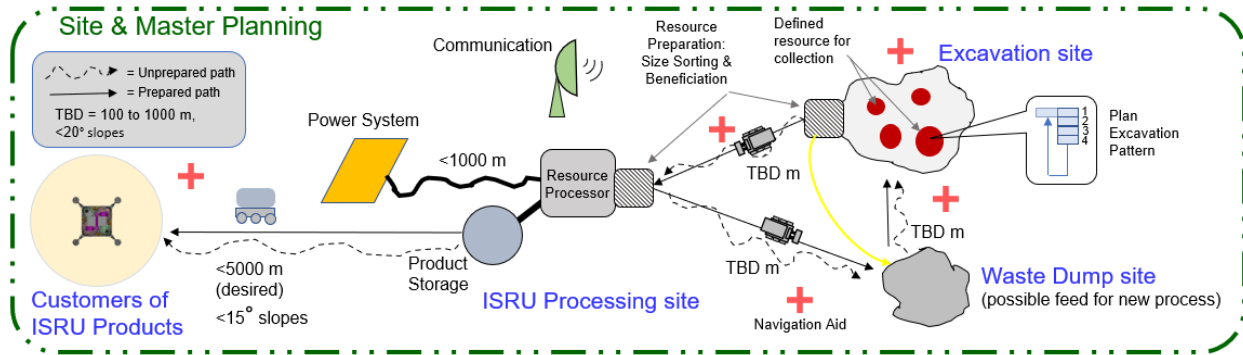 Site & Master Planning
= Unprepared path
= Prepared path
TBD = 100 to 1000 m,
<20° slopes
Communication
Resource
Preparation:
Size Sorting &
Beneficiation
Defined
resource for
collection
Excavation site
1
2
3
4
Plan
Excavation
Pattern
Power System
<1000 m
Resource
Processor
TBD m
TBD m
TBD m
Product
Storage
<5000 m
(desired)
<15° slopes
Customers of
ISRU Products
ISRU Processing site
Navigation Aid
Waste Dump site
(possible feed for new process)